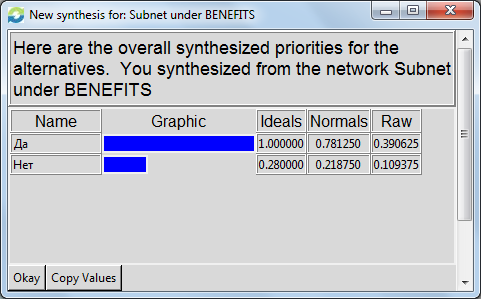 New synthesis for: Subnet under BENEFITS
Here are the overall synthesized priorities for the
alternatives. You synthesized from the network Subnet
under BENEFITS
Name Graphic Ideals Normals Raw
Да 1.000000 0.781250 0.390625
Нет 0.280000 0.218750 0.109375
Okay Copy Values